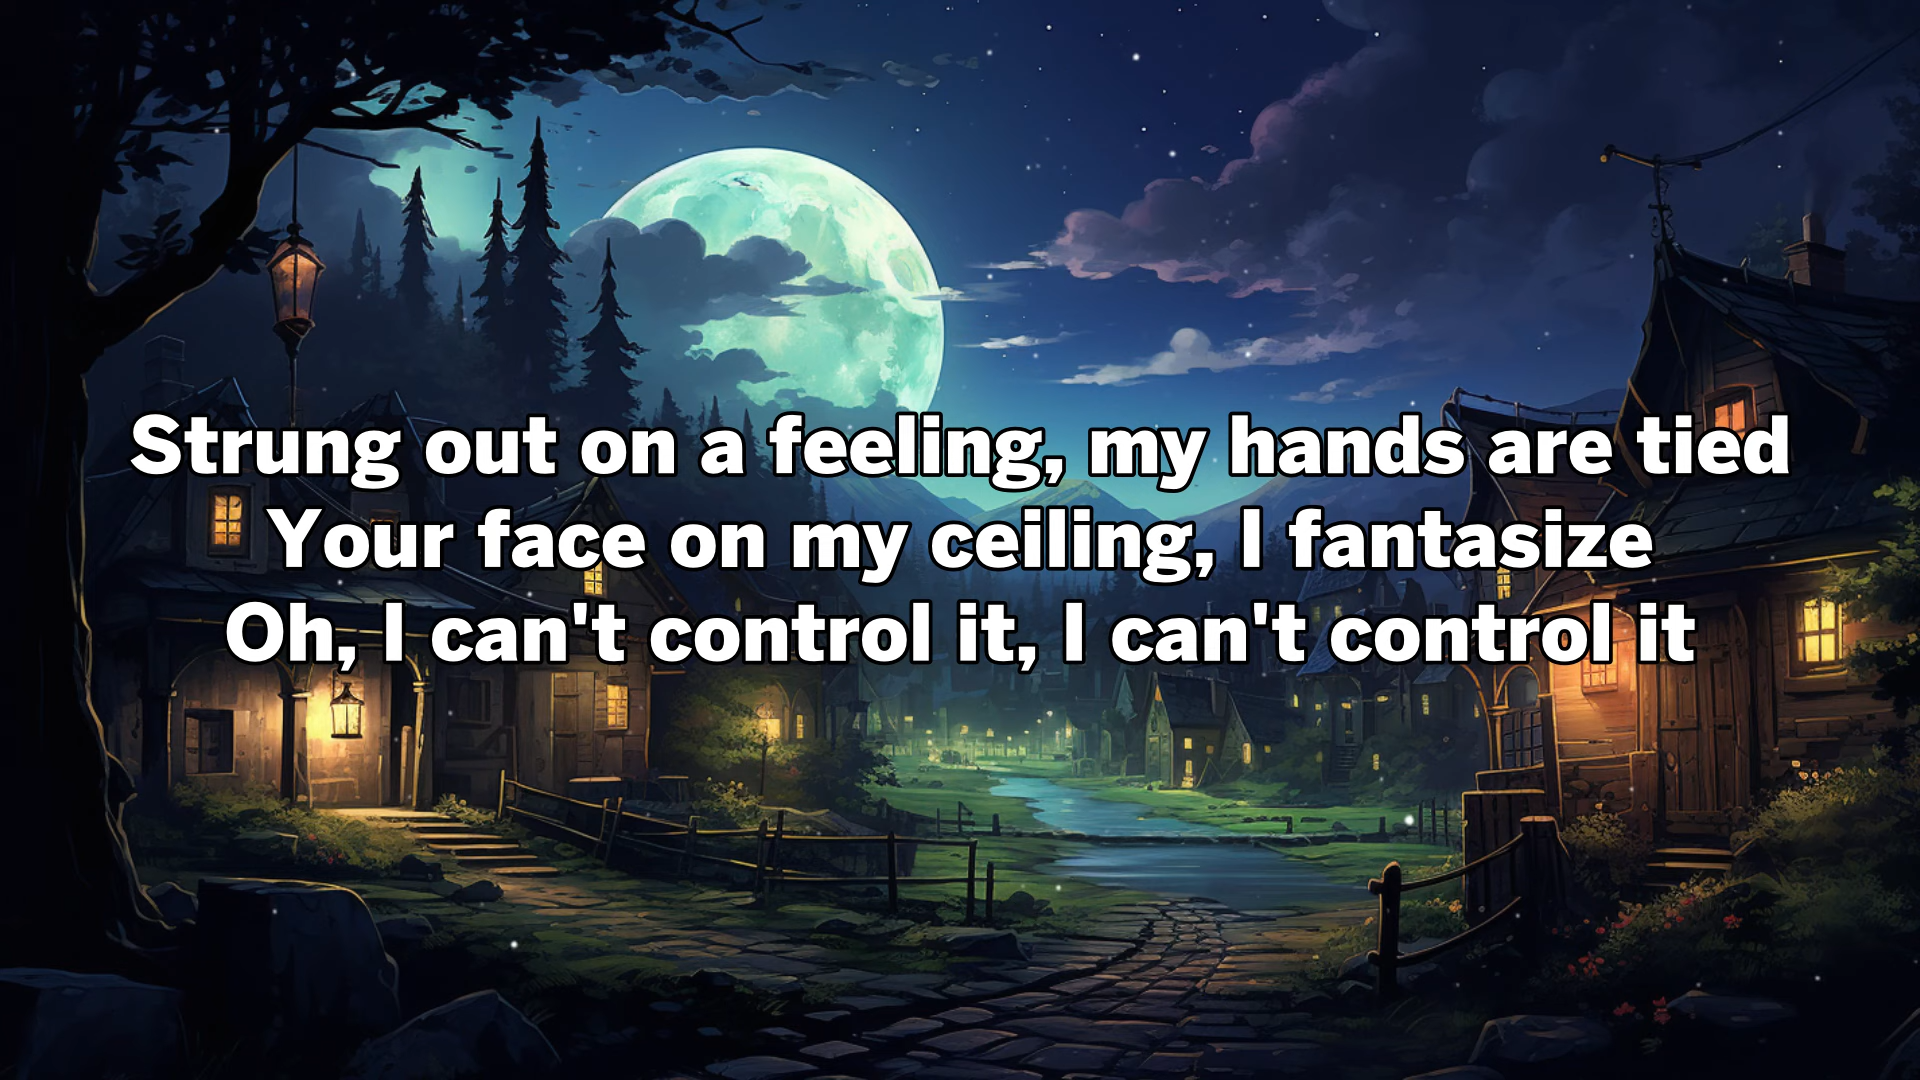 Strung out on a feeling, my hands are tied
Your face on my ceiling, I fantasize
Oh, I can't control it, I can't control it